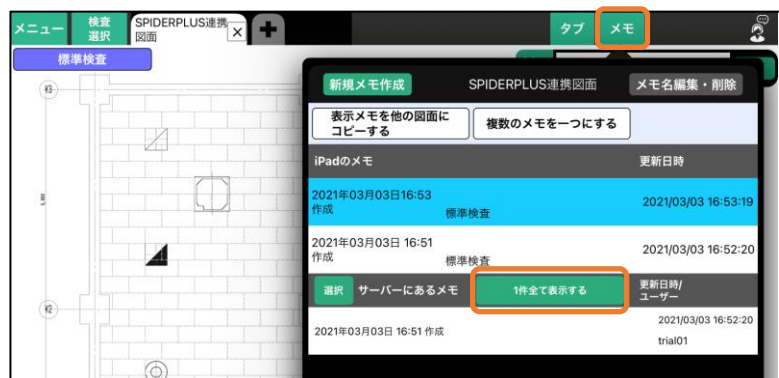 メニュー
検査
選択
SPIDERPLUS連携
図面
タブ
メモ
標準検査
新規メモ作成
SPIDERPLUS連携図面
メモ名編集・削除
表示メモを他の図面に
コピーする
複数のメモを一つにする
iPadのメモ
更新日時
2021年03月03日16:53
作成
標準検査
2021/03/03 16:53:19
2021年03月03日 16:51
作成
標準検査
2021/03/03 16:52:20
選択
サーバーにあるメモ
1件全て表示する
更新日時/
ユーザー
2021年03月03日 16:51 作成
2021/03/03 16:52:20
trial01